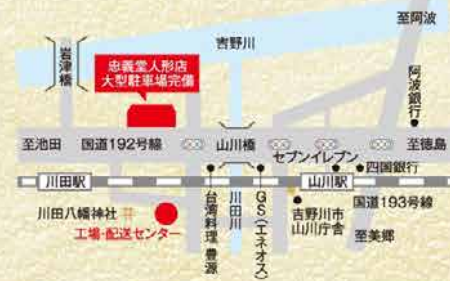 至阿波
吉野川
岩津橋
忠義堂人形店
大型駐車場完備
阿波銀行
至池田
国道192号線
山川橋
至徳島
セブンイレブン
四国銀行
川田駅
山川駅
国道193号線
川田八幡神社
工場・配送センター
台湾料理 豊源
川田川
GS(エネオス)
吉野川市
山川庁舎
至美郷